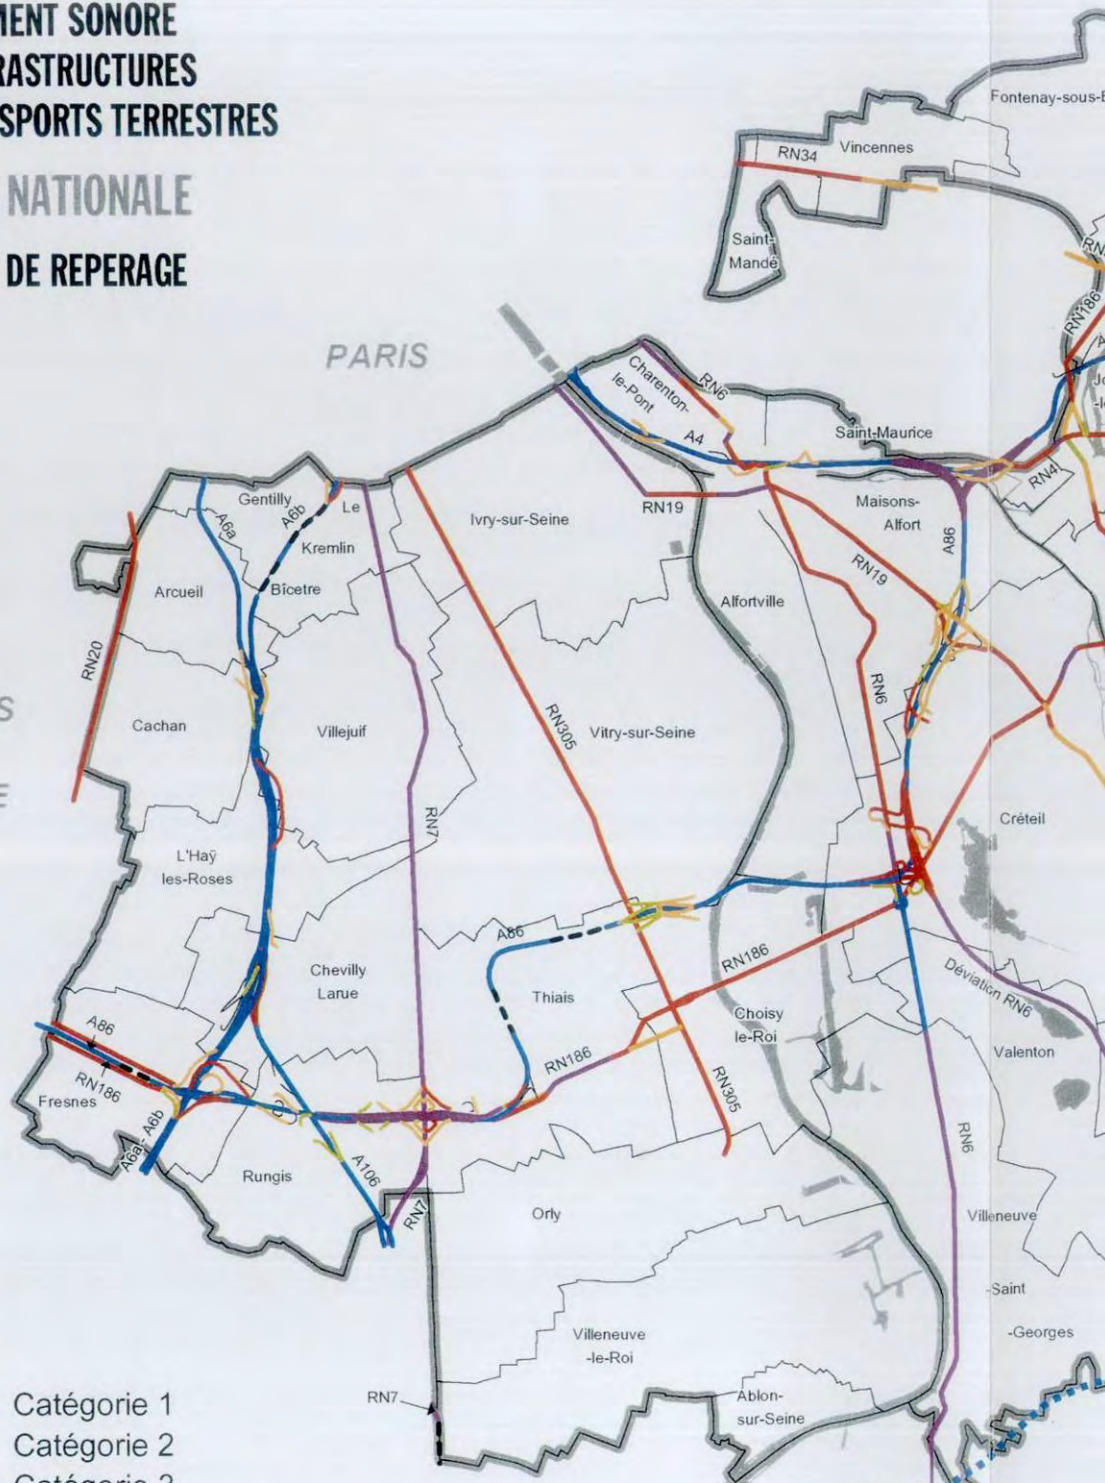 MENT SONORE
RASTRUCTURES
SPORTS TERRESTRES
NATIONALE
DE REPERAGE
Fontenay-sous-B
Vincennes
RN34
Saint-
Mandé
RN186
PARIS
Charenton-
le-Pont
RN6
A4
Saint-Maurice
RN4
Gentilly
A6a
A6b
Le
Kremlin
Bîcetre
Ivry-sur-Seine
RN19
Maisons-
Alfort
A86
RN19
Arcueil
Alfortville
RN20
Cachan
Villejuif
RN305
Vitry-sur-Seine
RN6
S
E
RN7
Créteil
L'Haÿ
les-Roses
A86
RN186
Chevilly
Larue
Thiais
Choisy
le-Roi
Déviation RN6
Valenton
A86
RN186
Fresnes
RN186
RN305
A6a - A6b
Rungis
A106
RN7
RN6
Orly
Villeneuve
-Saint
-Georges
Villeneuve
-le-Roi
RN7
Ablon-
sur-Seine
Catégorie 1
Catégorie 2
Catégorie 3